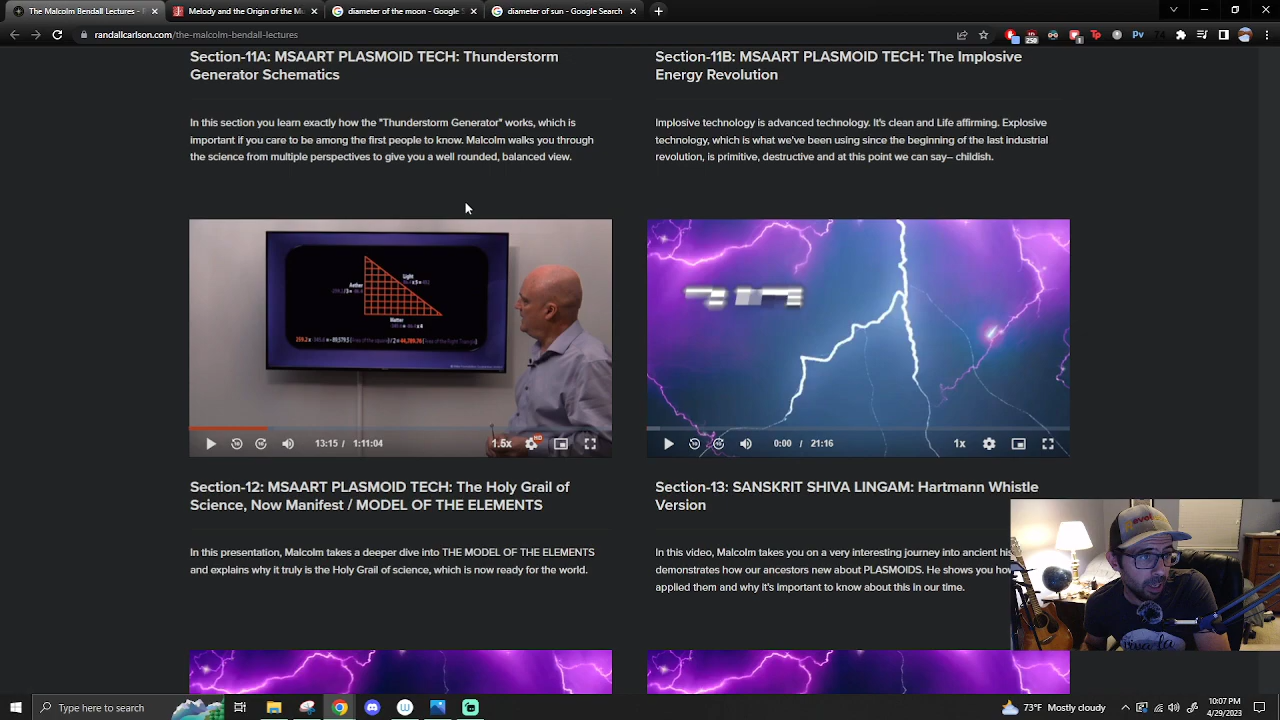 The Malcolm Bendall Lectures -
Melody and the Origin of the Mu
diameter of the moon - Google S
diameter of sun - Google Search
randallcarlson.com/the-malcolm-bendall-lectures
250
1
Tp
Pv
74
Section-11A: MSAART PLASMOID TECH: Thunderstorm
Generator Schematics
In this section you learn exactly how the "Thunderstorm Generator" works, which is
important if you care to be among the first people to know. Malcolm walks you through
the science from multiple perspectives to give you a well rounded, balanced view.
Section-11B: MSAART PLASMOID TECH: The Implosive
Energy Revolution
Implosive technology is advanced technology. It's clean and Life affirming. Explosive
technology, which is what we've been using since the beginning of the last industrial
revolution, is primitive, destructive and at this point we can say– childish.
Light
Aether
Matter
13:15 / 1:11:04
1.5x
HD
0:00 / 21:16
1x
Section-12: MSAART PLASMOID TECH: The Holy Grail of
Science, Now Manifest / MODEL OF THE ELEMENTS
In this presentation, Malcolm takes a deeper dive into THE MODEL OF THE ELEMENTS
and explains why it truly is the Holy Grail of science, which is now ready for the world.
Section-13: SANSKRIT SHIVA LINGAM: Hartmann Whistle
Version
In this video, Malcolm takes you on a very interesting journey into ancient
demonstrates how our ancestors new about PLASMOIDS. He shows you
applied them and why it's important to know about this in our time.
Type here to search
73°F Mostly cloudy
10:07 PM
4/29/2023